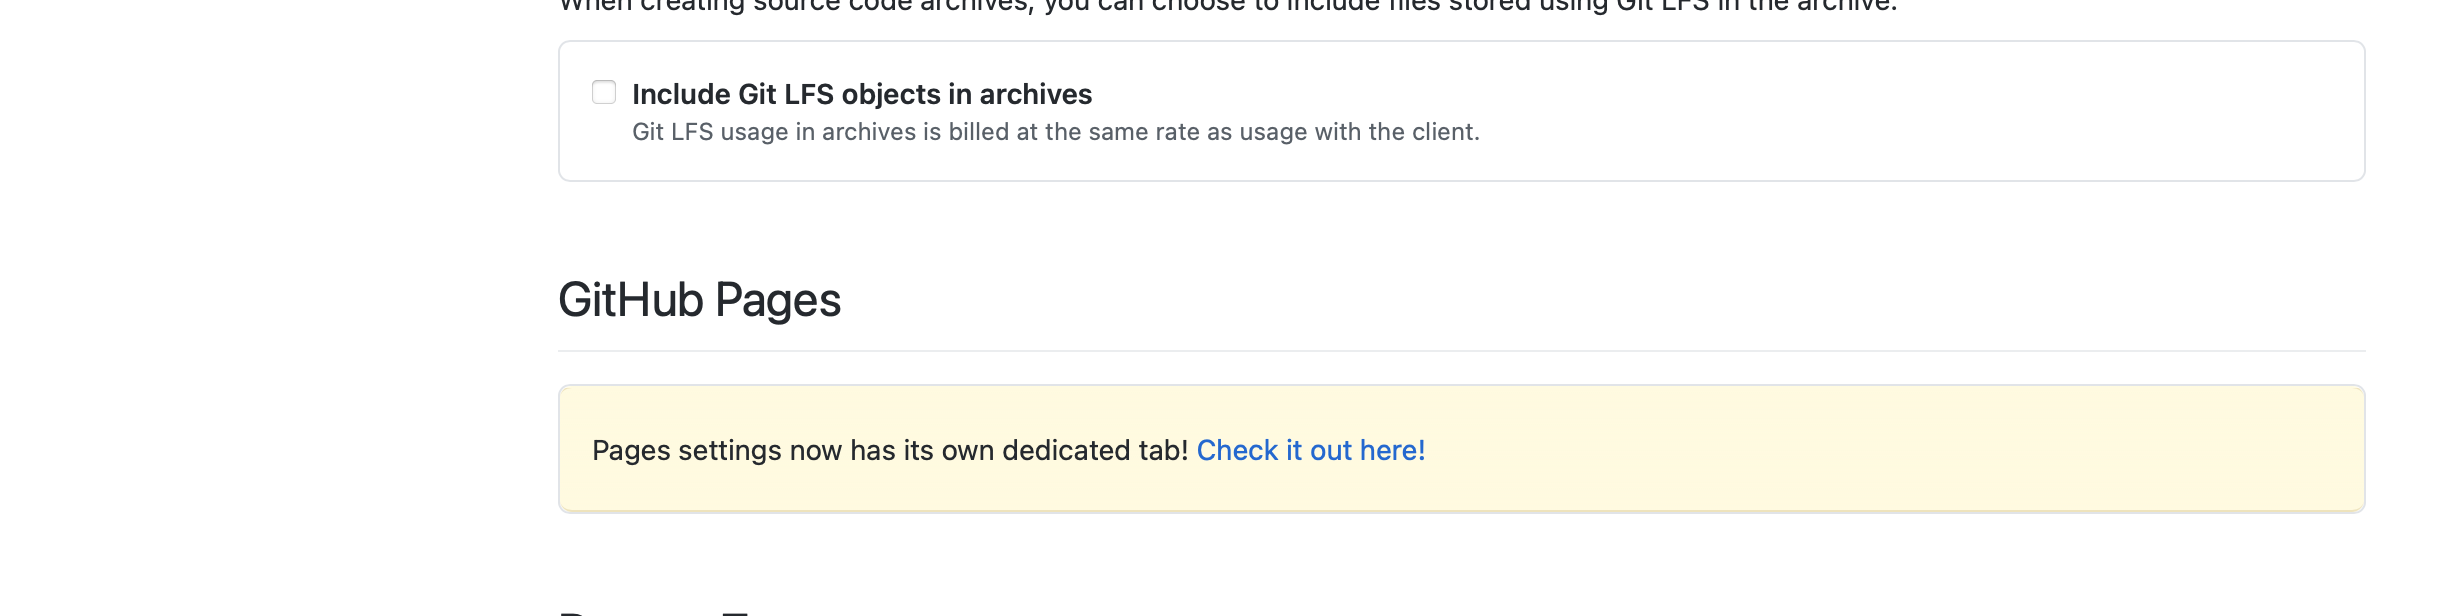 When creating source code archives, you can choose to include files stored using Git LFS in the archive.
Include Git LFS objects in archives
Git LFS usage in archives is billed at the same rate as usage with the client.
GitHub Pages
Pages settings now has its own dedicated tab! Check it out here!